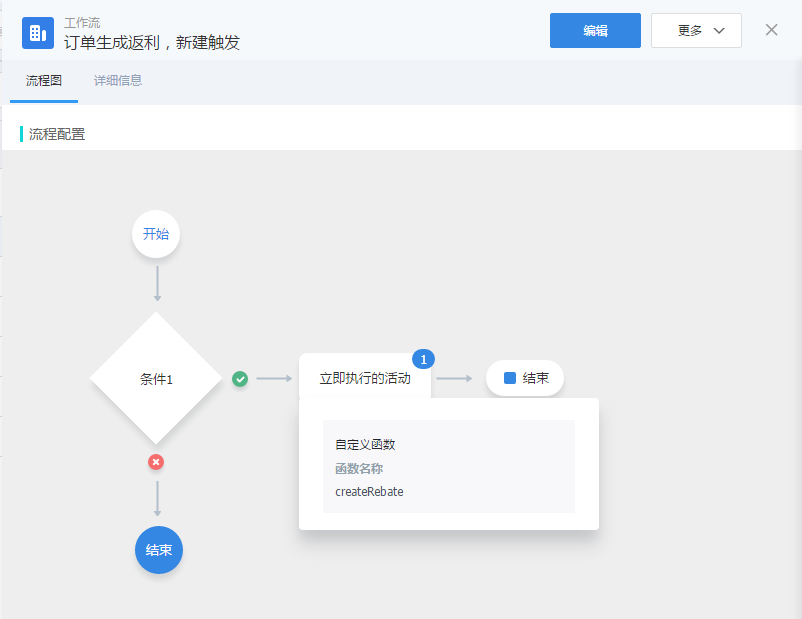 工作流
订单生成返利，新建触发
编辑
更多
流程图
详细信息
流程配置
开始
条件1
立即执行的活动
1
结束
自定义函数
函数名称
createRebate
结束